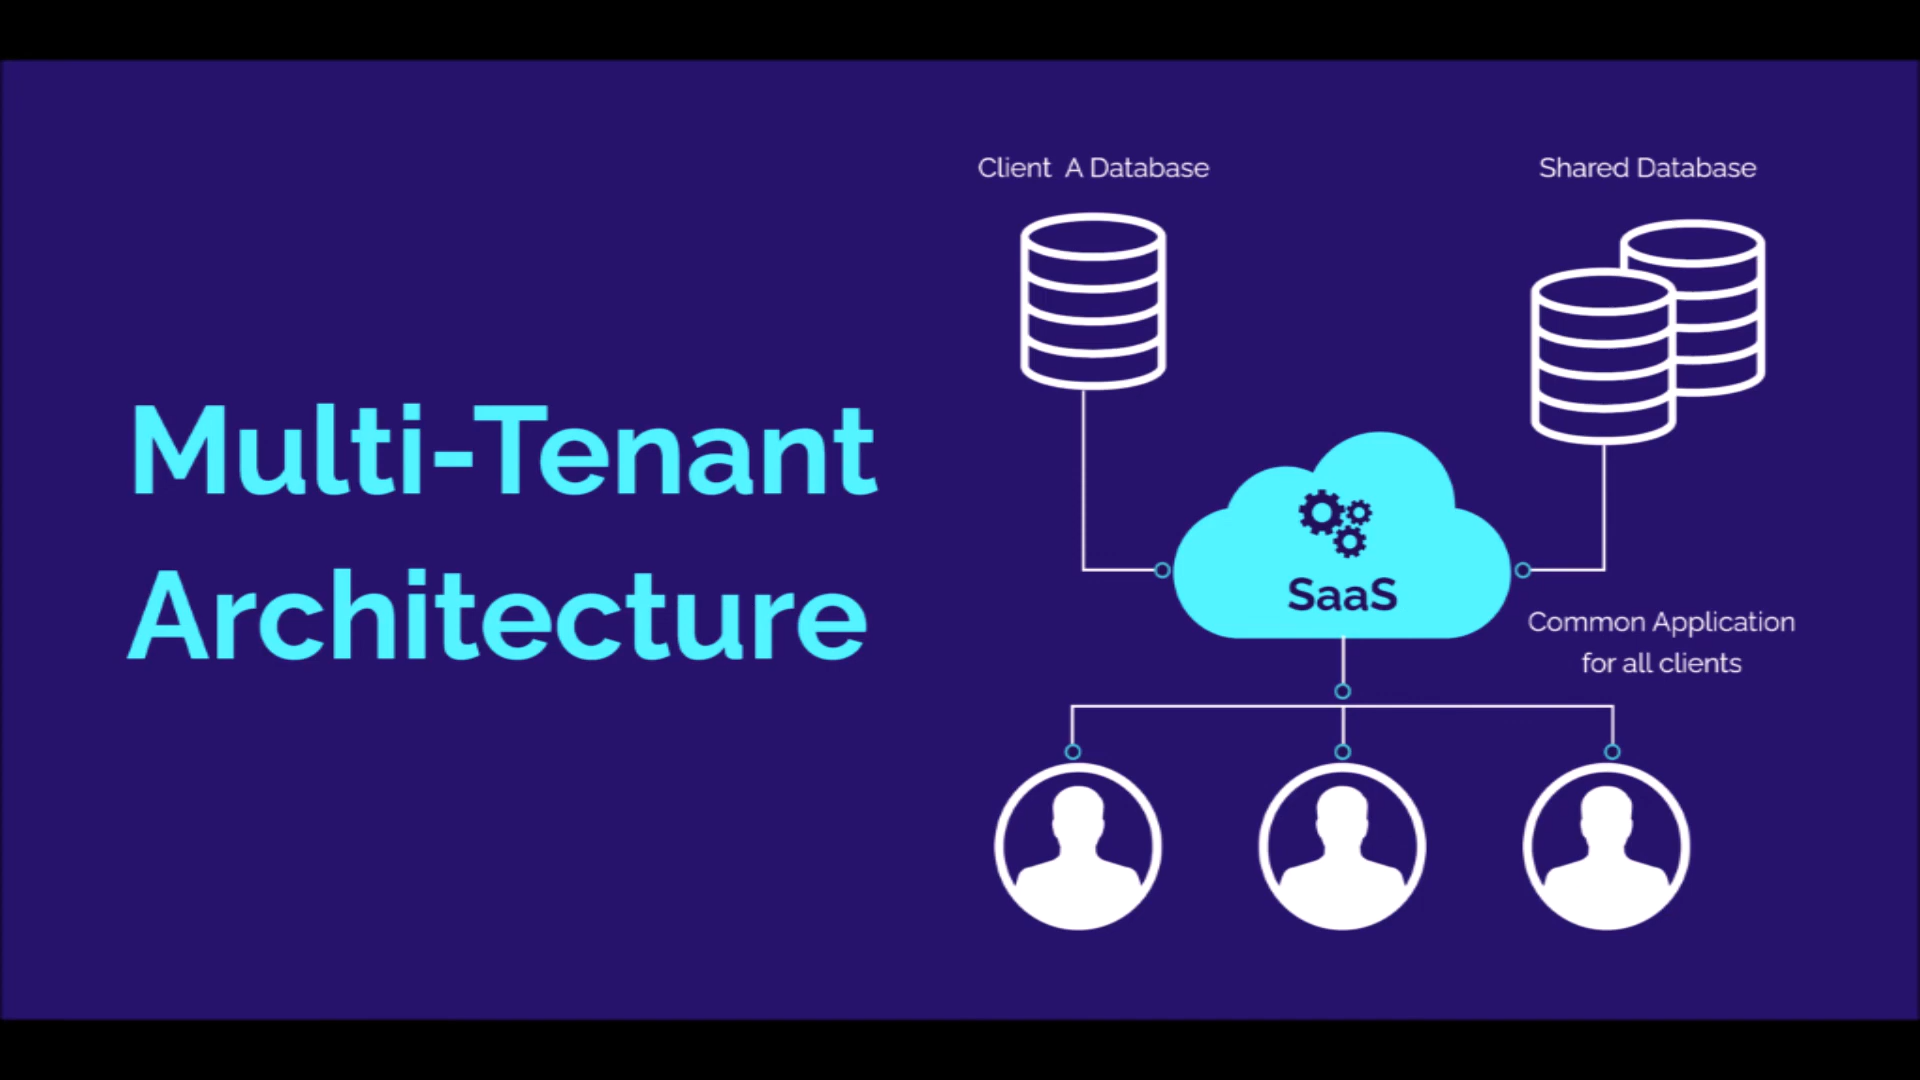 Multi-Tenant
Architecture
Client A Database
Shared Database
SaaS
Common Application
for all clients